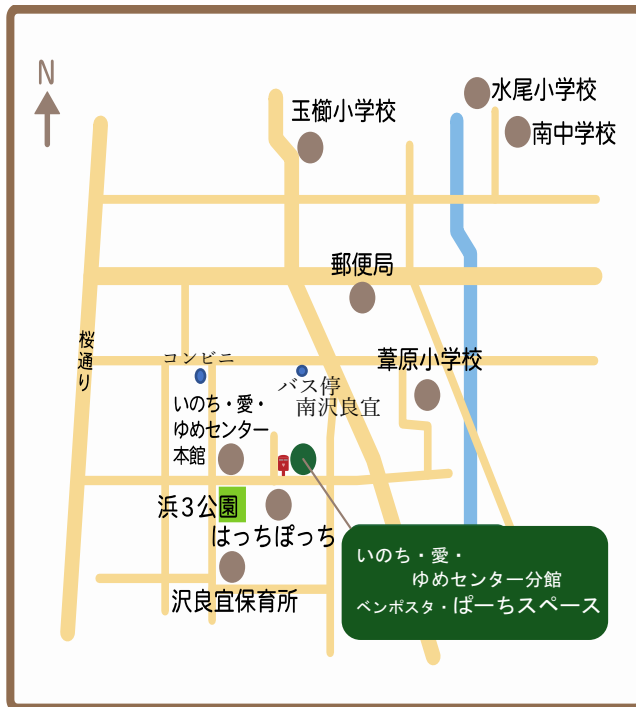 N
水尾小学校
玉櫛小学校
南中学校
郵便局
桜通り
コンビニ
葦原小学校
バス停
南沢良宜
いのち・愛・
ゆめセンター
本館
浜3公園
はっちぽっち
いのち・愛・
ゆめセンター分館
ベンポスタ・ぱーちスペース
沢良宜保育所